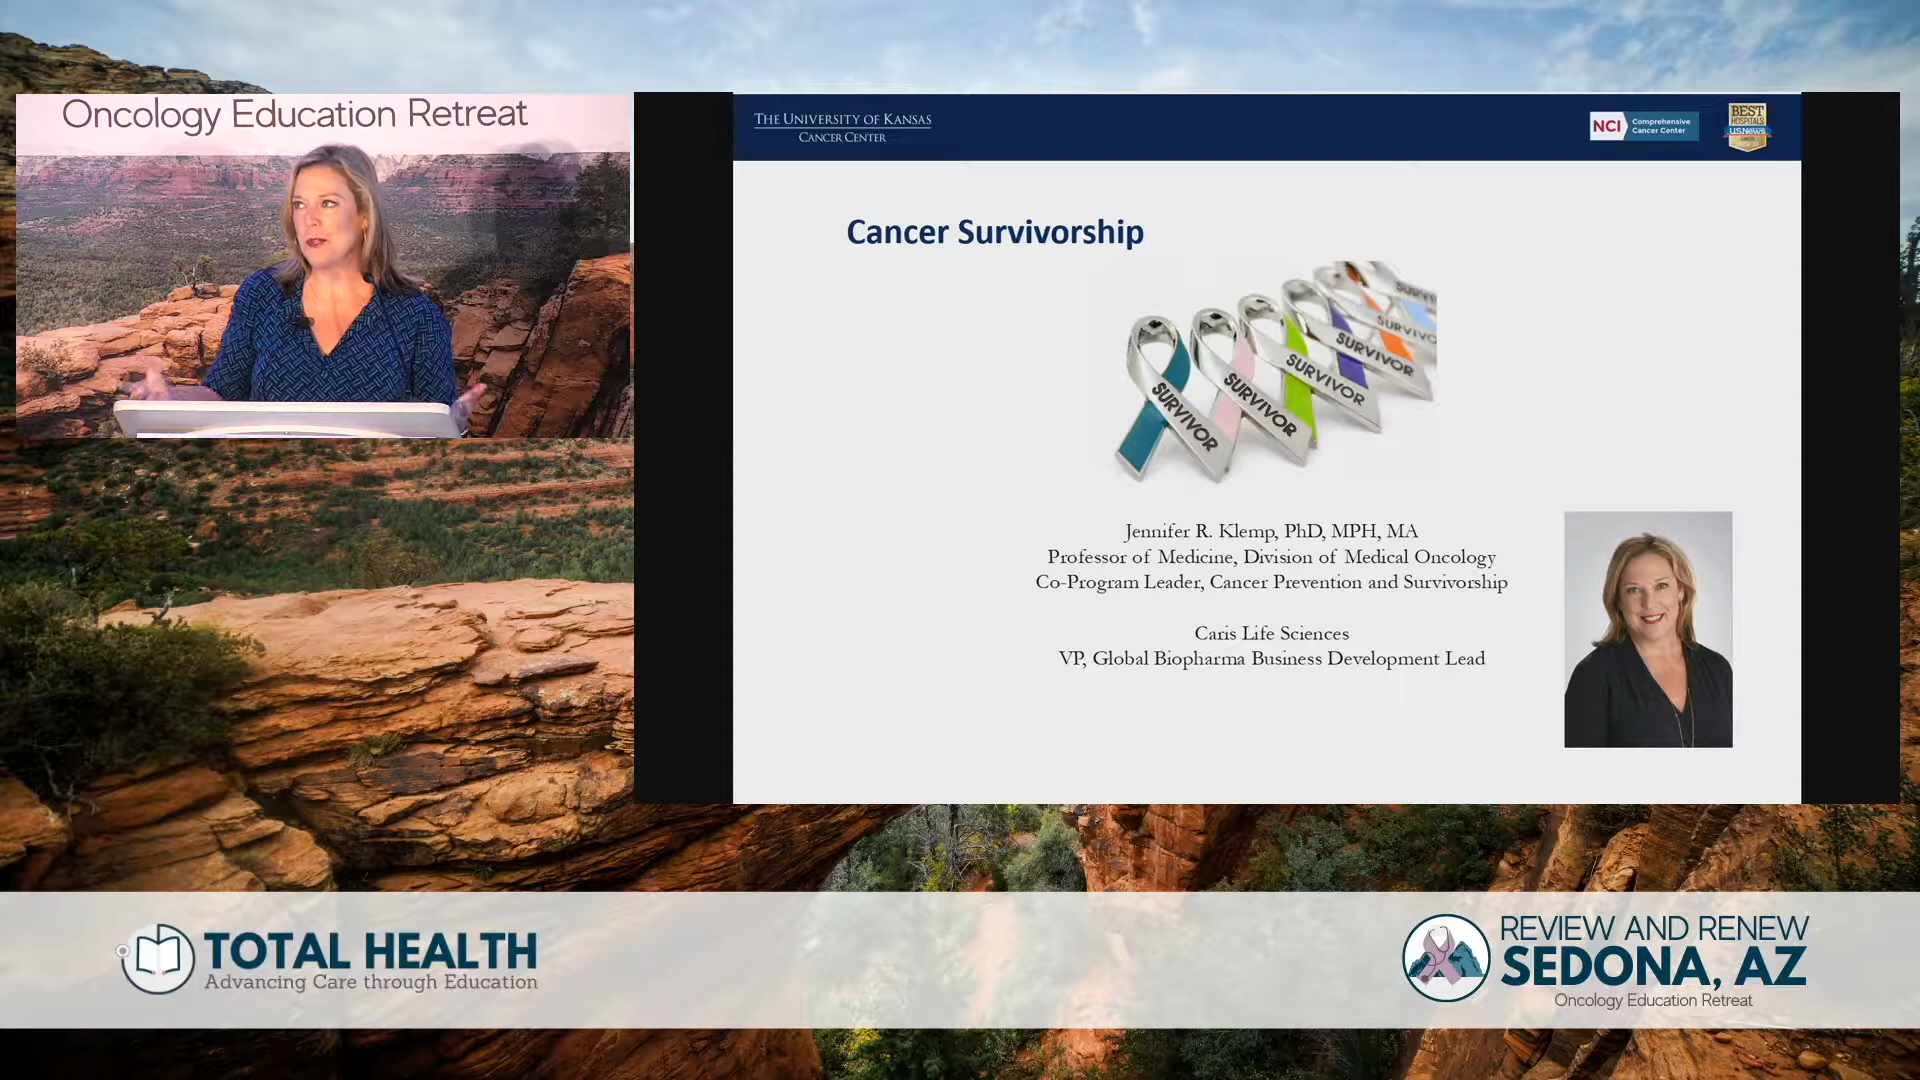 Oncology Education Retreat
THE UNIVERSITY OF KANSAS
CANCER CENTER
NCI Comprehensive
Cancer Center
BEST
HOSPITALS
U.S. News
Cancer Survivorship
SURVIVOR
SURVIVOR
SURVIVOR
SURVIVOR
SURVIVO
SURVIV
Jennifer R. Klemp, PhD, MPH, MA
Professor of Medicine, Division of Medical Oncology
Co-Program Leader, Cancer Prevention and Survivorship
Caris Life Sciences
VP, Global Biopharma Business Development Lead
TOTAL HEALTH
Advancing Care through Education
REVIEW AND RENEW
SEDONA, AZ
Oncology Education Retreat